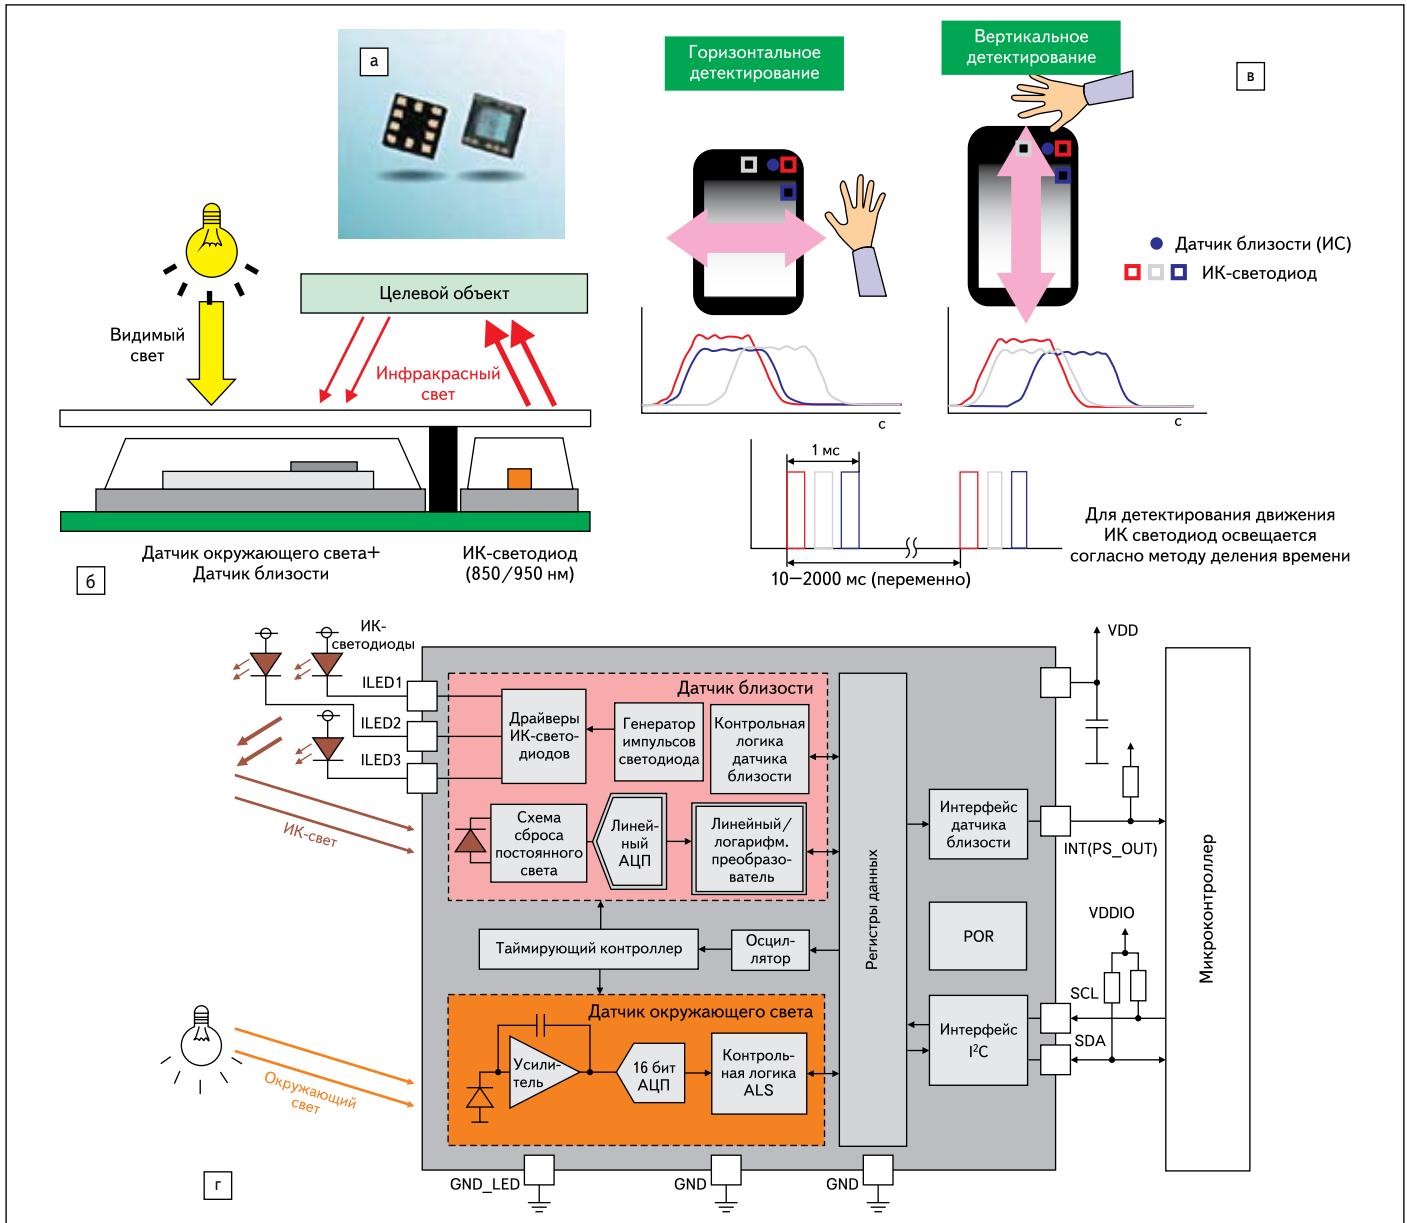 а
Горизонтальное
детектирование
Вертикальное
детектирование
в
Датчик близости (ИС)
ИК-светодиод
Целевой объект
Видимый
свет
Инфракрасный
свет
с
с
1 мс
10—2000 мс (переменно)
Для детектирования движения
ИК светодиод освещается
согласно методу деления времени
Датчик окружающего света+
Датчик близости
ИК-светодиод
(850/950 нм)
б
ИК-
светодиоды
ILED1
ILED2
ILED3
ИК-свет
Датчик близости
Драйверы
ИК-свето-
диодов
Генератор
импульсов
светодиода
Контрольная
логика
датчика
близости
Схема
сброса
постоянного
света
Линей-
ный
АЦП
Линейный/
логарифм.
преобразо-
ватель
Таймирующий контроллер
Осцил-
лятор
Регистры данных
Интерфейс
датчика
близости
POR
Интерфейс
I²C
VDD
INT(PS_OUT)
VDDIO
SCL
SDA
Микроконтроллер
Датчик окружающего света
Усили-
тель
16 бит
АЦП
Контроль-
ная логика
ALS
Окружающий
свет
GND_LED
GND
GND
г